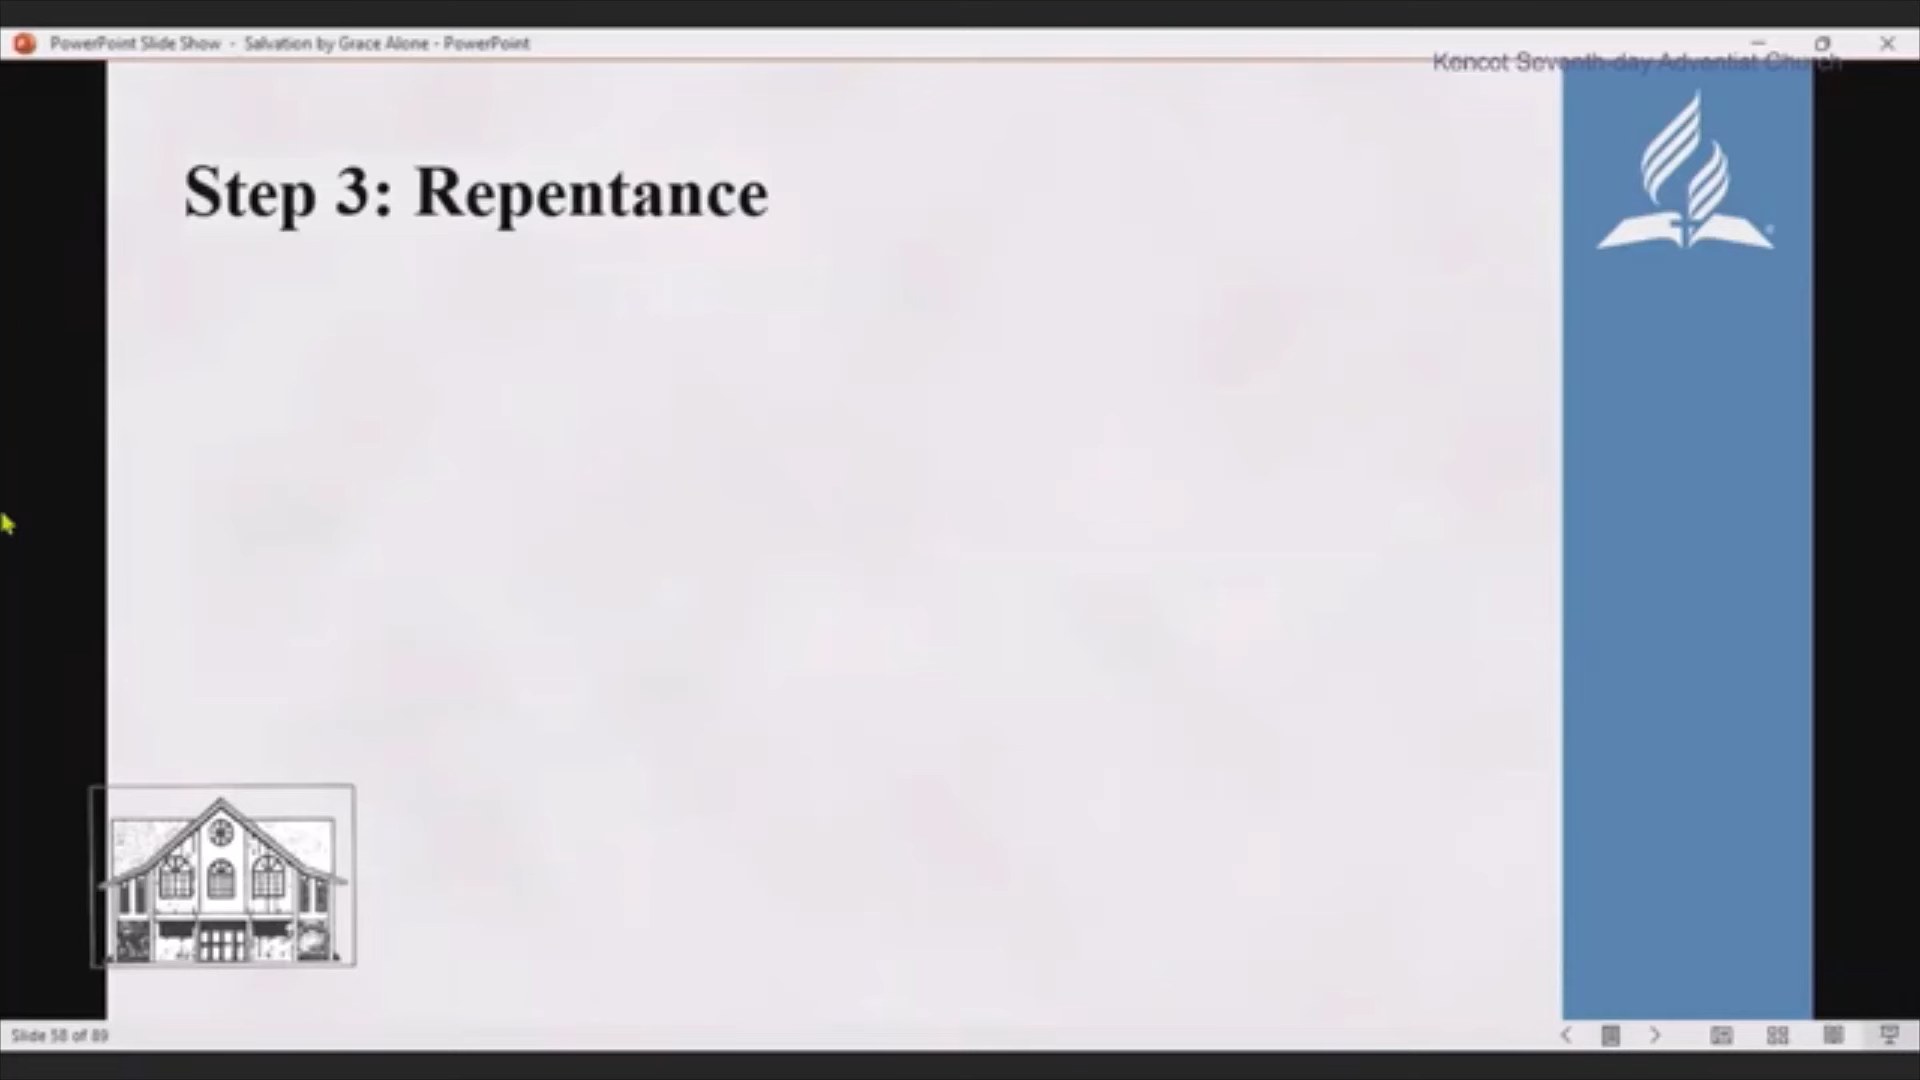 PowerPoint Slide Show - Salvation by Grace Alone - PowerPoint
Kencot Seventh-day Adventist Church
Step 3: Repentance
Slide 58 of 89